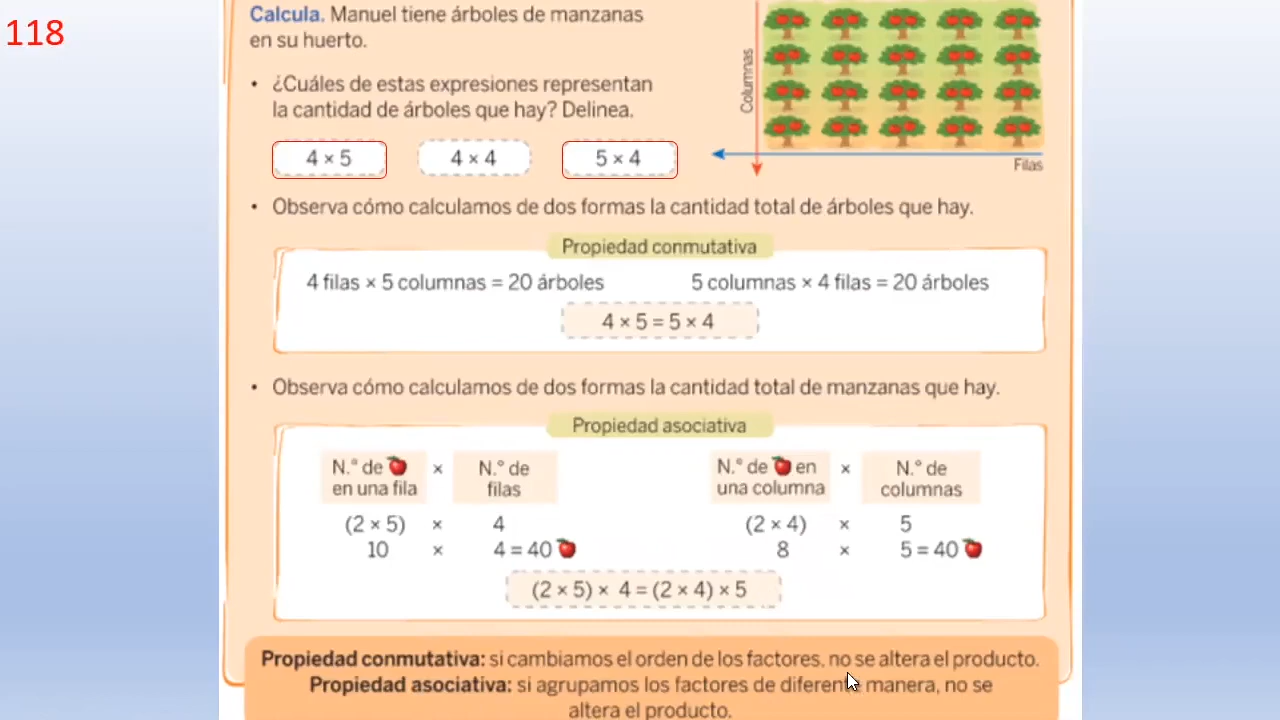 118
Calcula. Manuel tiene árboles de manzanas
en su huerto.
• ¿Cuáles de estas expresiones representan
la cantidad de árboles que hay? Delinea.
4 × 5 4 × 4 5 × 4
Columnas
Filas
• Observa cómo calculamos de dos formas la cantidad total de árboles que hay.
Propiedad conmutativa
4 filas × 5 columnas = 20 árboles 5 columnas × 4 filas = 20 árboles
4 × 5 = 5 × 4
• Observa cómo calculamos de dos formas la cantidad total de manzanas que hay.
Propiedad asociativa
N.° de × N.° de N.° de en × N.° de
en una fila filas una columna columnas
(2 × 5) × 4 (2 × 4) × 5
10 × 4 = 40 8 × 5 = 40
(2 × 5) × 4 = (2 × 4) × 5
Propiedad conmutativa: si cambiamos el orden de los factores, no se altera el producto.
Propiedad asociativa: si agrupamos los factores de diferente manera, no se
altera el producto.